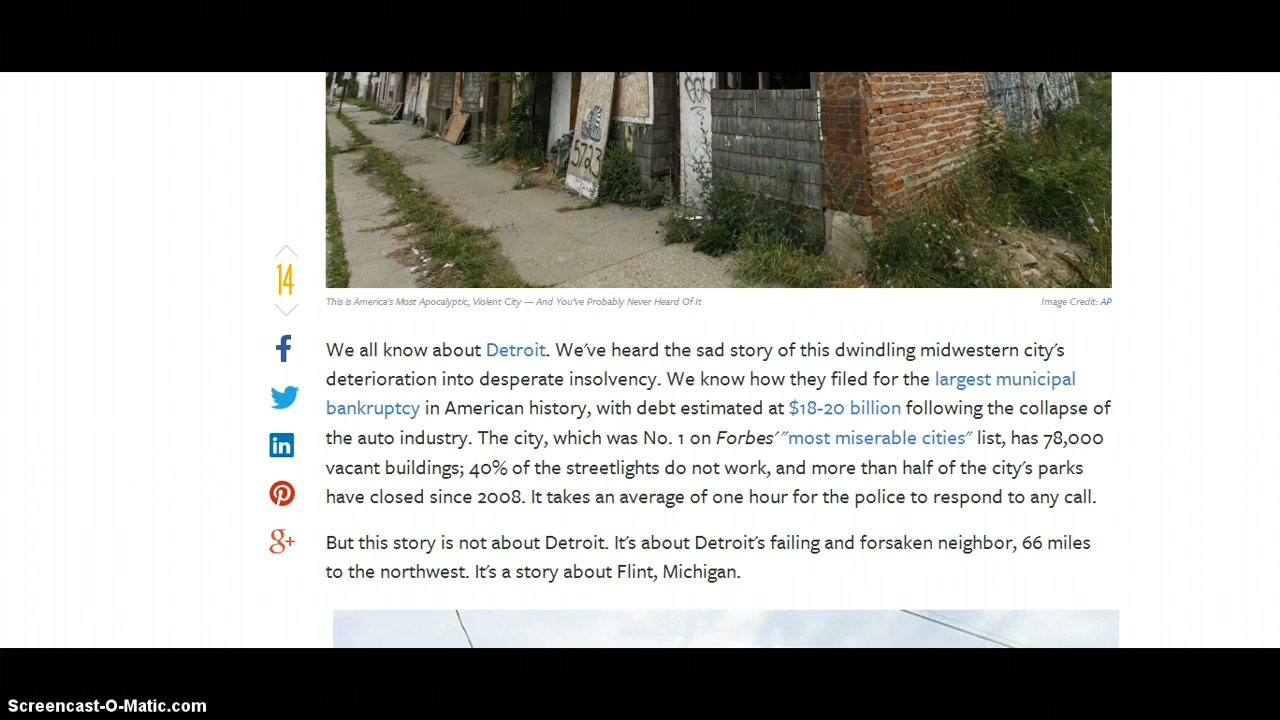 5723
14
This is America's Most Apocalyptic, Violent City — And You've Probably Never Heard Of It
Image Credit: AP
We all know about Detroit. We've heard the sad story of this dwindling midwestern city's
deterioration into desperate insolvency. We know how they filed for the largest municipal
bankruptcy in American history, with debt estimated at $18-20 billion following the collapse of
the auto industry. The city, which was No. 1 on Forbes' "most miserable cities" list, has 78,000
vacant buildings; 40% of the streetlights do not work, and more than half of the city's parks
have closed since 2008. It takes an average of one hour for the police to respond to any call.
But this story is not about Detroit. It's about Detroit's failing and forsaken neighbor, 66 miles
to the northwest. It's a story about Flint, Michigan.
Screencast-O-Matic.com